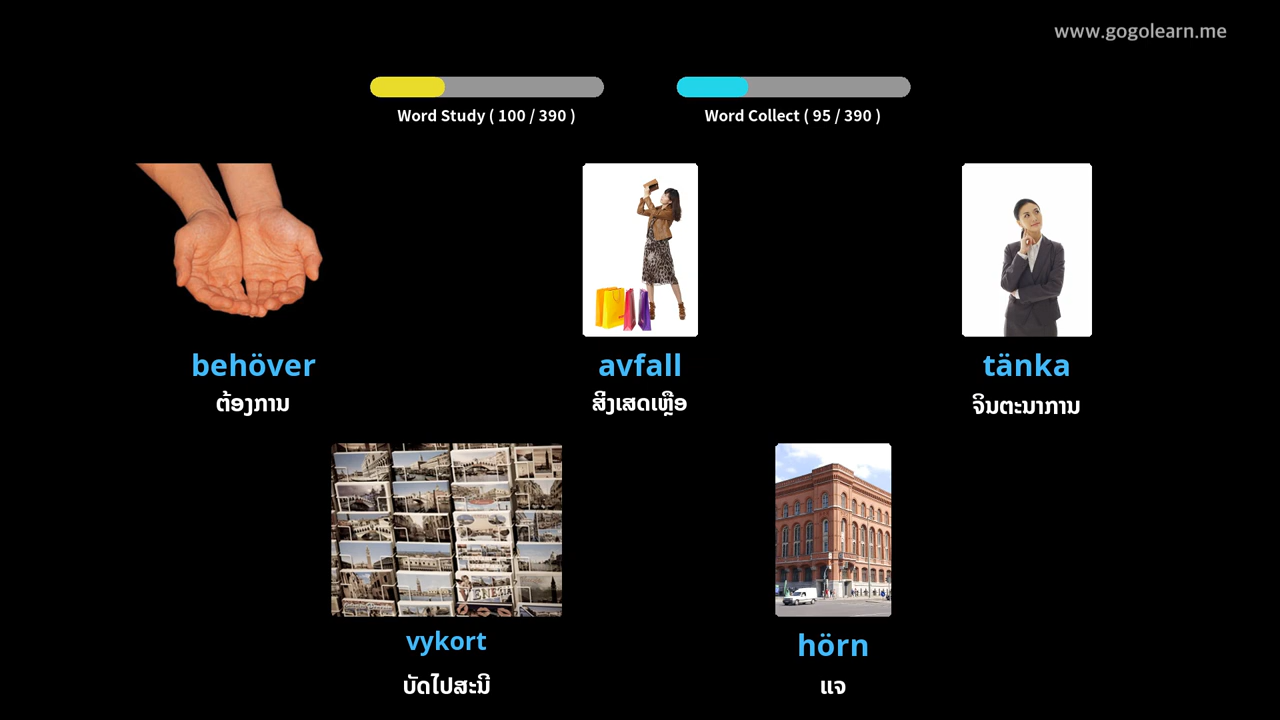 www.gogolearn.me
Word Study ( 100 / 390 )
Word Collect ( 95 / 390 )
behöver
ຕ້ອງການ
avfall
ສິ່ງເສດເຫຼືອ
tänka
ຈິນຕະນາການ
vykort
ບັດໄປສະນີ
hörn
ແຈ